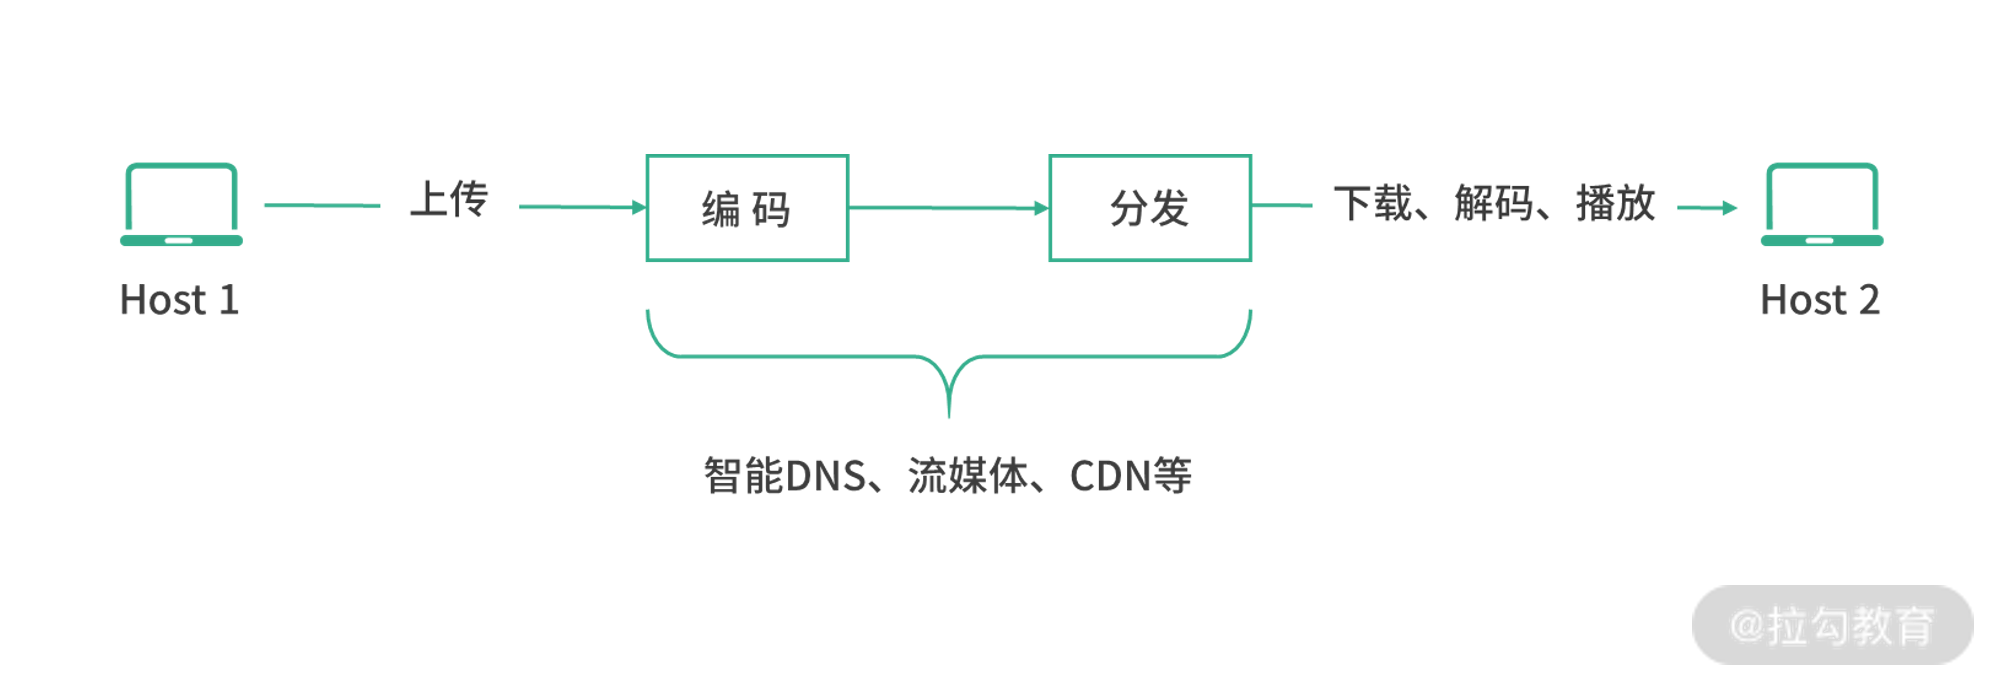 上传
编 码
分发
下载、解码、播放
Host 1
Host 2
智能DNS、流媒体、CDN等
@拉勾教育